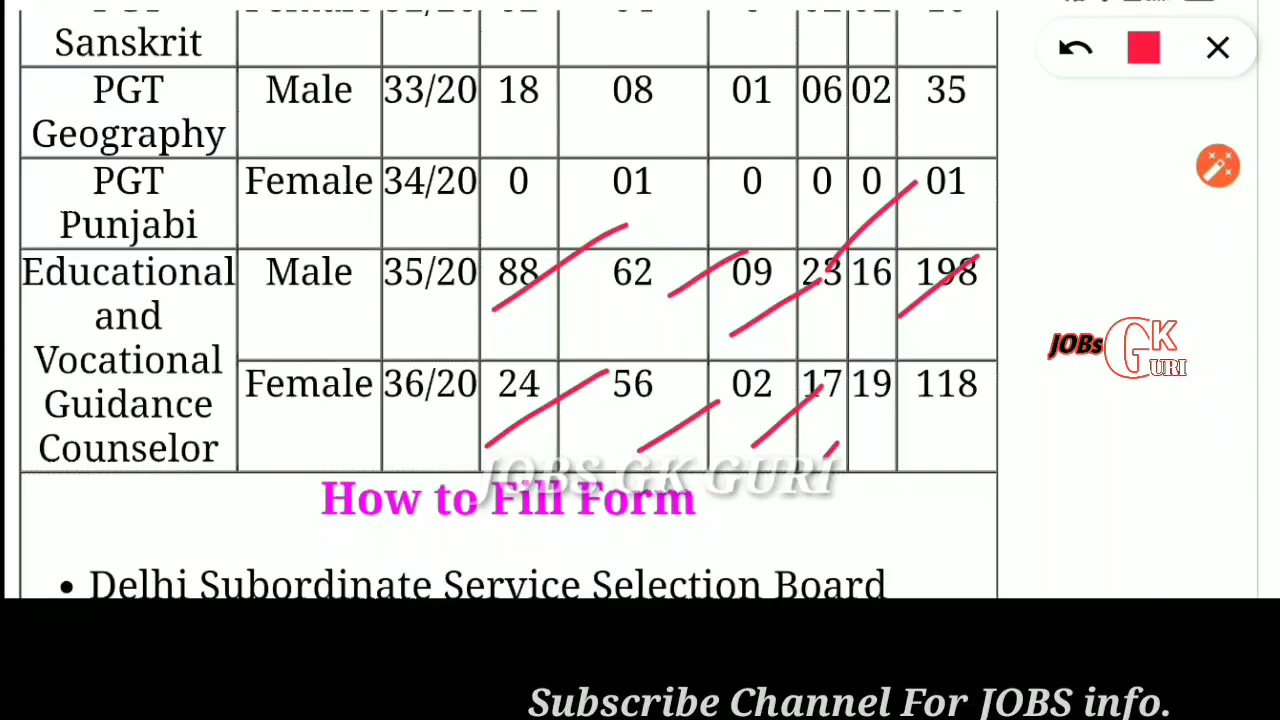 Sanskrit
PGT Geography Male 33/20 18 08 01 06 02 35
PGT Punjabi Female 34/20 0 01 0 0 0 01
Educational and Vocational Guidance Counselor Male 35/20 88 62 09 23 16 198
Female 36/20 24 56 02 17 19 118
JOBS GK GURI
How to Fill Form
• Delhi Subordinate Service Selection Board
JOBs GK URI
Subscribe Channel For JOBS info.